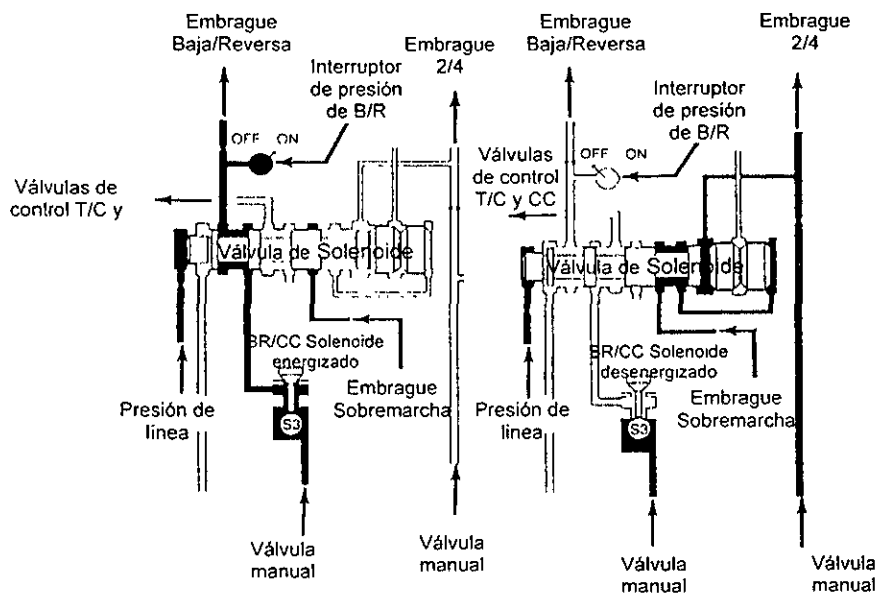 Embrague
Baja/Reversa
Embrague
2/4
Interruptor
de presión
de B/R
OFF ON
Válvulas de
control T/C y
Válvula de Solenoide
BR/CC Solenoide
energizado
S3
Presión de
línea
Embrague
Sobremarcha
Válvula
manual
Válvula
manual
Embrague
Baja/Reversa
Embrague
2/4
Interruptor
de presión
de B/R
OFF ON
Válvulas
de control
T/C y CC
Válvula de Solenoide
BR/CC Solenoide
desenergizado
S3
Presión de
línea
Embrague
Sobremarcha
Válvula
manual
Válvula
manual